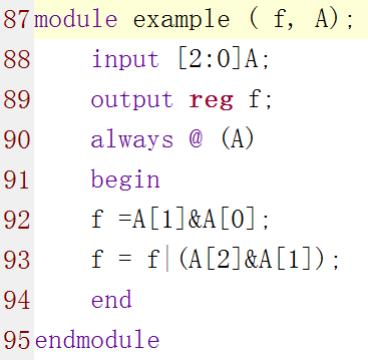 87 module example ( f, A);
88 input [2:0]A;
89 output reg f;
90 always @ (A)
91 begin
92 f =A[1]&A[0];
93 f = f|(A[2]&A[1]);
94 end
95 endmodule